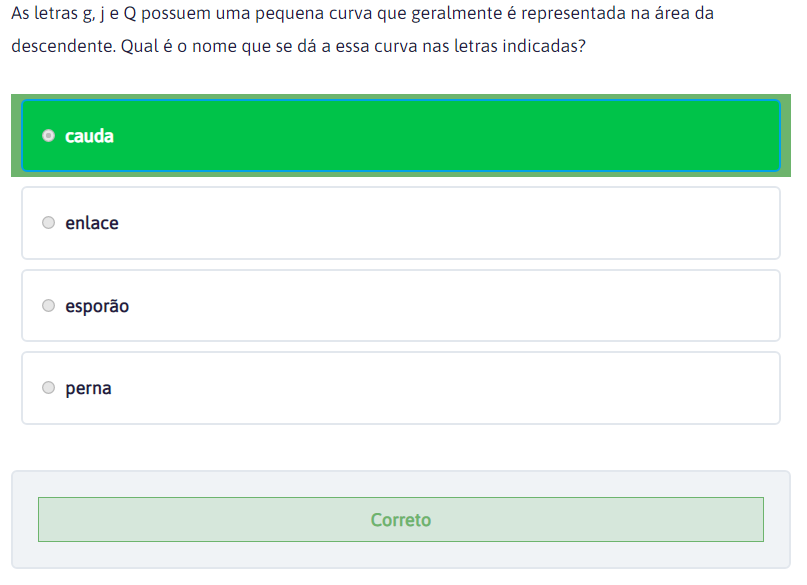 As letras g, j e Q possuem uma pequena curva que geralmente é representada na área da
descendente. Qual é o nome que se dá a essa curva nas letras indicadas?
cauda
enlace
esporão
perna
Correto